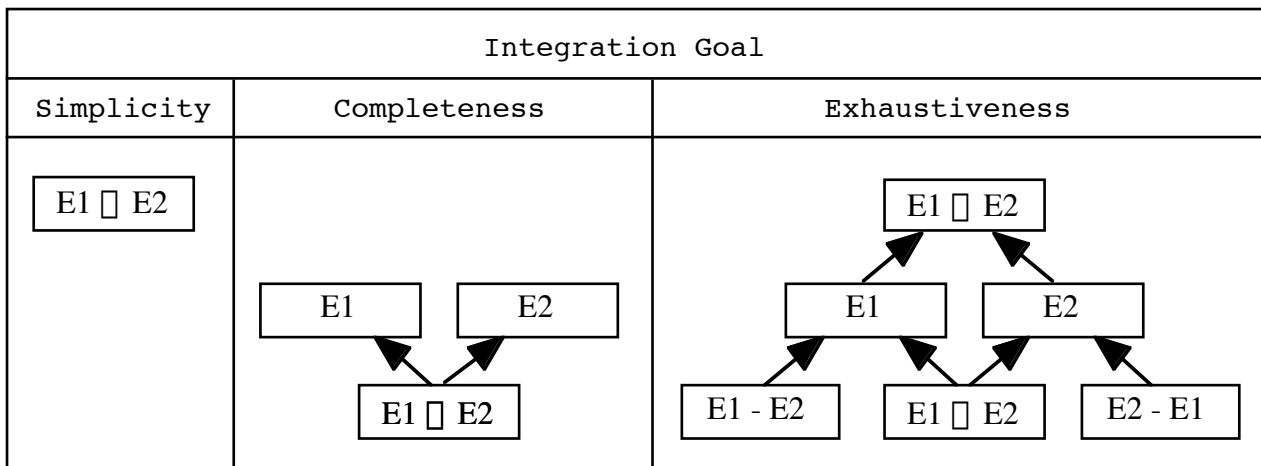 Integration Goal
Simplicity Completeness Exhaustiveness
E1 ▯ E2
E1 ▯ E2
E1 E2
E1 E2
E1 ▯ E2
E1 - E2 E1 ▯ E2 E2 - E1